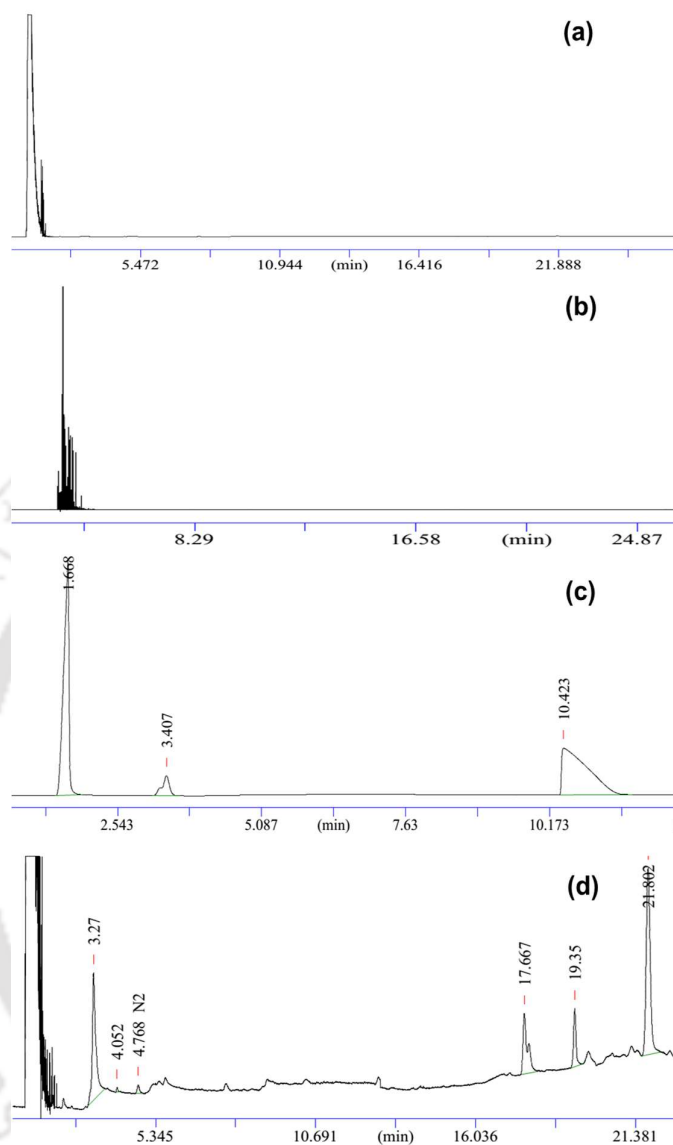 (a)
5.472 10.944 (min) 16.416 21.888
(b)
8.29 16.58 (min) 24.87
(c)
1.668
3.407
10.423
2.543 5.087 (min) 7.63 10.173
(d)
3.27
4.052
4.768 N2
17.667
19.35
21.802
5.345 10.691 (min) 16.036 21.381